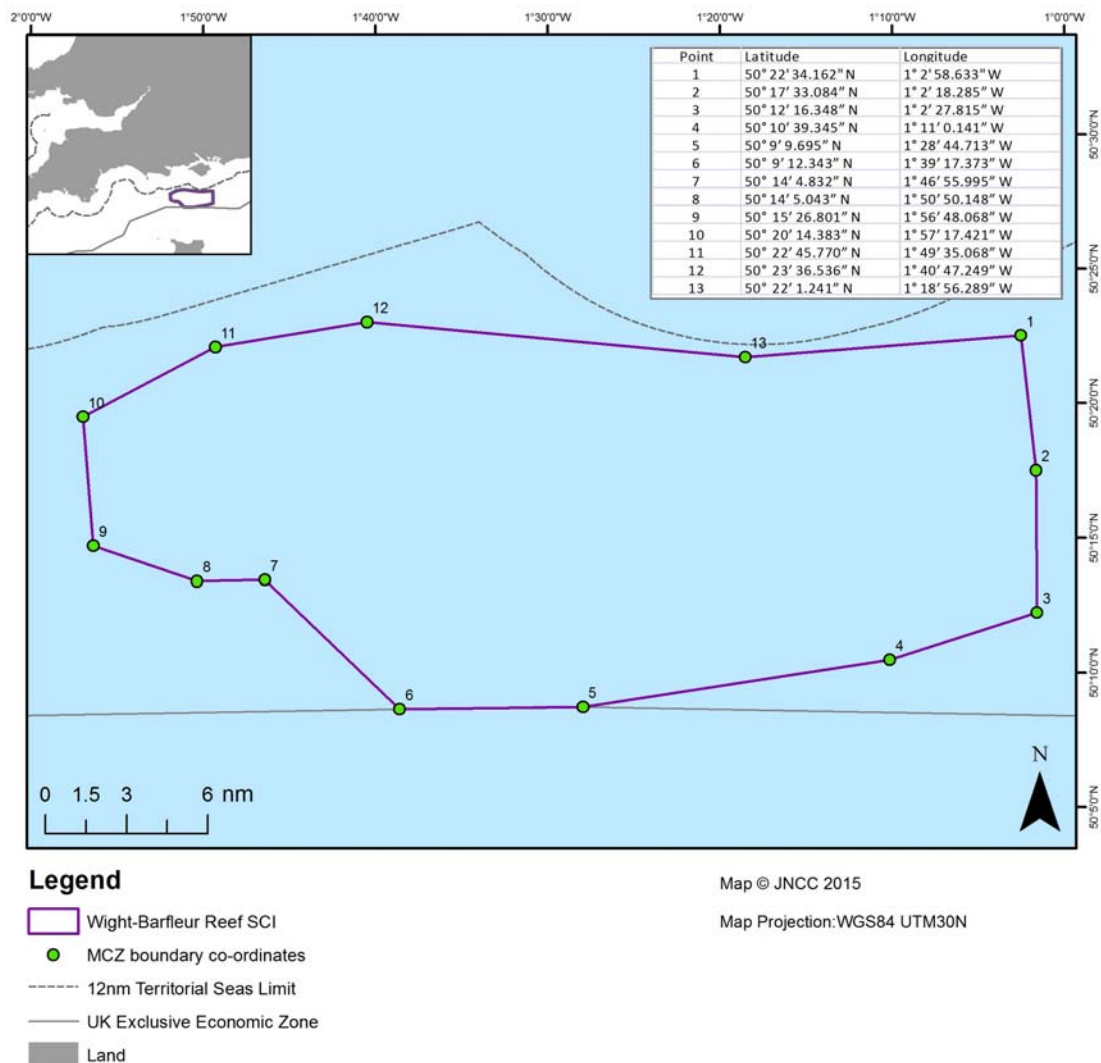 2°0'0"W 1°50'0"W 1°40'0"W 1°30'0"W 1°20'0"W 1°10'0"W 1°0'0"W
Point Latitude Longitude
1 50° 22' 34.162" N 1° 2' 58.633" W
2 50° 17' 33.084" N 1° 2' 18.285" W
3 50° 12' 16.348" N 1° 2' 27.815" W
4 50° 10' 39.345" N 1° 11' 0.141" W
5 50° 9' 9.695" N 1° 28' 44.713" W
6 50° 9' 12.343" N 1° 39' 17.373" W
7 50° 14' 4.832" N 1° 46' 55.995" W
8 50° 14' 5.043" N 1° 50' 50.148" W
9 50° 15' 26.801" N 1° 56' 48.068" W
10 50° 20' 14.383" N 1° 57' 17.421" W
11 50° 22' 45.770" N 1° 49' 35.068" W
12 50° 23' 36.536" N 1° 40' 47.249" W
13 50° 22' 1.241" N 1° 18' 56.289" W
50°30'0"N
50°25'0"N
50°20'0"N
50°15'0"N
50°10'0"N
50°5'0"N
12
11
13
1
10
2
9
8
7
3
4
6
5
N
0 1.5 3 6 nm
Legend
Wight-Barfleur Reef SCI
MCZ boundary co-ordinates
12nm Territorial Seas Limit
UK Exclusive Economic Zone
Land
Map © JNCC 2015
Map Projection:WGS84 UTM30N